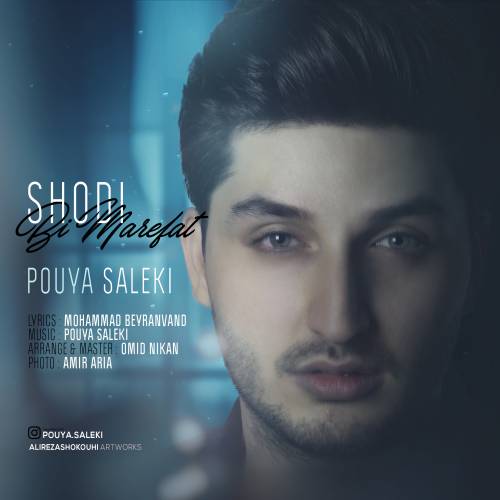 SHODI
Bi Marefat
POUYA SALEKI
LYRICS : MOHAMMAD BEYRANVAND
MUSIC : POUYA SALEKI
ARRANGE & MASTER : OMID NIKAN
PHOTO : AMIR ARIA
POUYA.SALEKI
ALIREZASHOKOUHI ARTWORKS